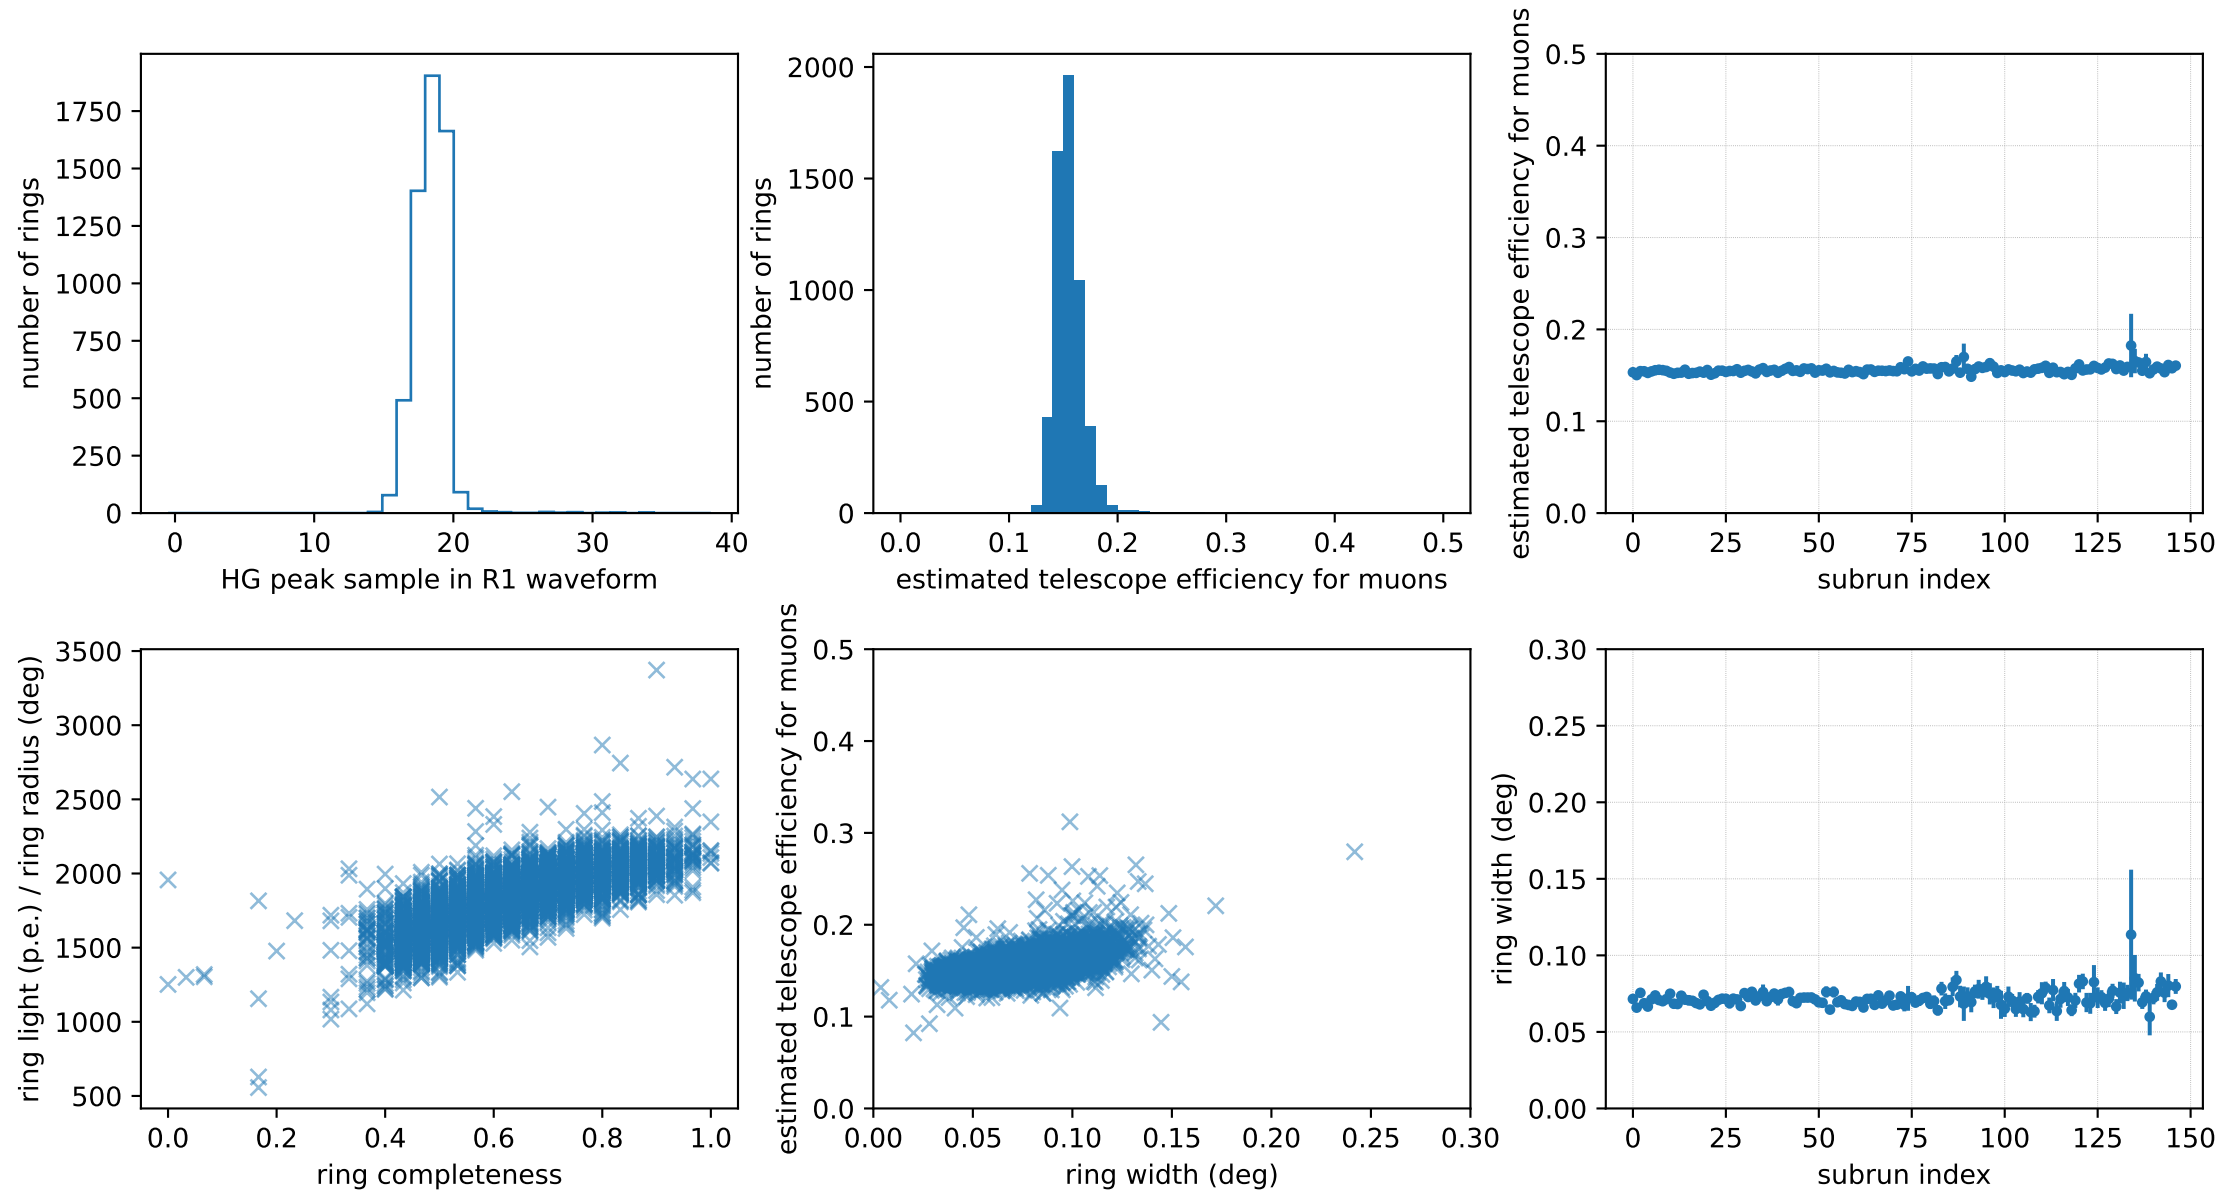 number of rings
1750
1500
1250
1000
750
500
250
0
0 10 20 30 40
HG peak sample in R1 waveform
number of rings
2000
1500
1000
500
0
0.0 0.1 0.2 0.3 0.4 0.5
estimated telescope efficiency for muons
estimated telescope efficiency for muons
0.5
0.4
0.3
0.2
0.1
0.0
0 25 50 75 100 125 150
subrun index
ring light (p.e.) / ring radius (deg)
3500
3000
2500
2000
1500
1000
500
0.0 0.2 0.4 0.6 0.8 1.0
ring completeness
estimated telescope efficiency for muons
0.5
0.4
0.3
0.2
0.1
0.0
0.00 0.05 0.10 0.15 0.20 0.25 0.30
ring width (deg)
ring width (deg)
0.30
0.25
0.20
0.15
0.10
0.05
0.00
0 25 50 75 100 125 150
subrun index